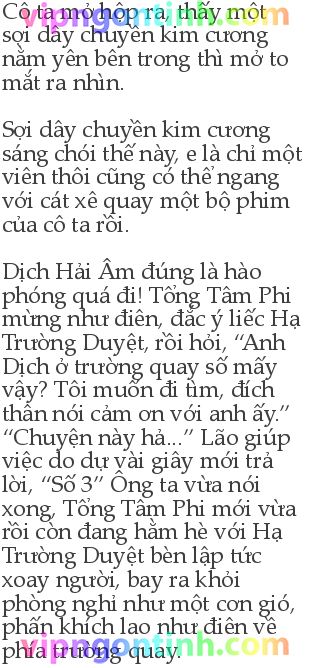 Cô ta mở hộp ra, thấy một
sợi dây chuyền kim cương
nằm yên bên trong thì mở to
mắt ra nhìn.
Sợi dây chuyền kim cương
sáng chói thế này, e là chỉ một
viên thôi cũng có thể ngang
với cát xê quay một bộ phim
của cô ta rồi.
Dịch Hải Âm đúng là hào
phóng quá đi! Tổng Tâm Phi
mừng như điên, đắc ý liếc Hạ
Trường Duyệt, rồi hỏi, “Anh
Dịch ở trường quay số mấy
vậy? Tôi muốn đi tìm, đích
thân nói cảm ơn với anh ấy.”
“Chuyện này hả...” Lão giúp
việc do dự vài giây mới trả
lời, “Số 3” Ông ta vừa nói
xong, Tổng Tâm Phi mới vừa
rồi còn đang hằm hè với Hạ
Trường Duyệt bèn lập tức
xoay người, bay ra khỏi
phòng nghỉ như một cơn gió,
phấn khích lao như điên về
phía trường quay.
vipngontinh.com
vipngontinh.com